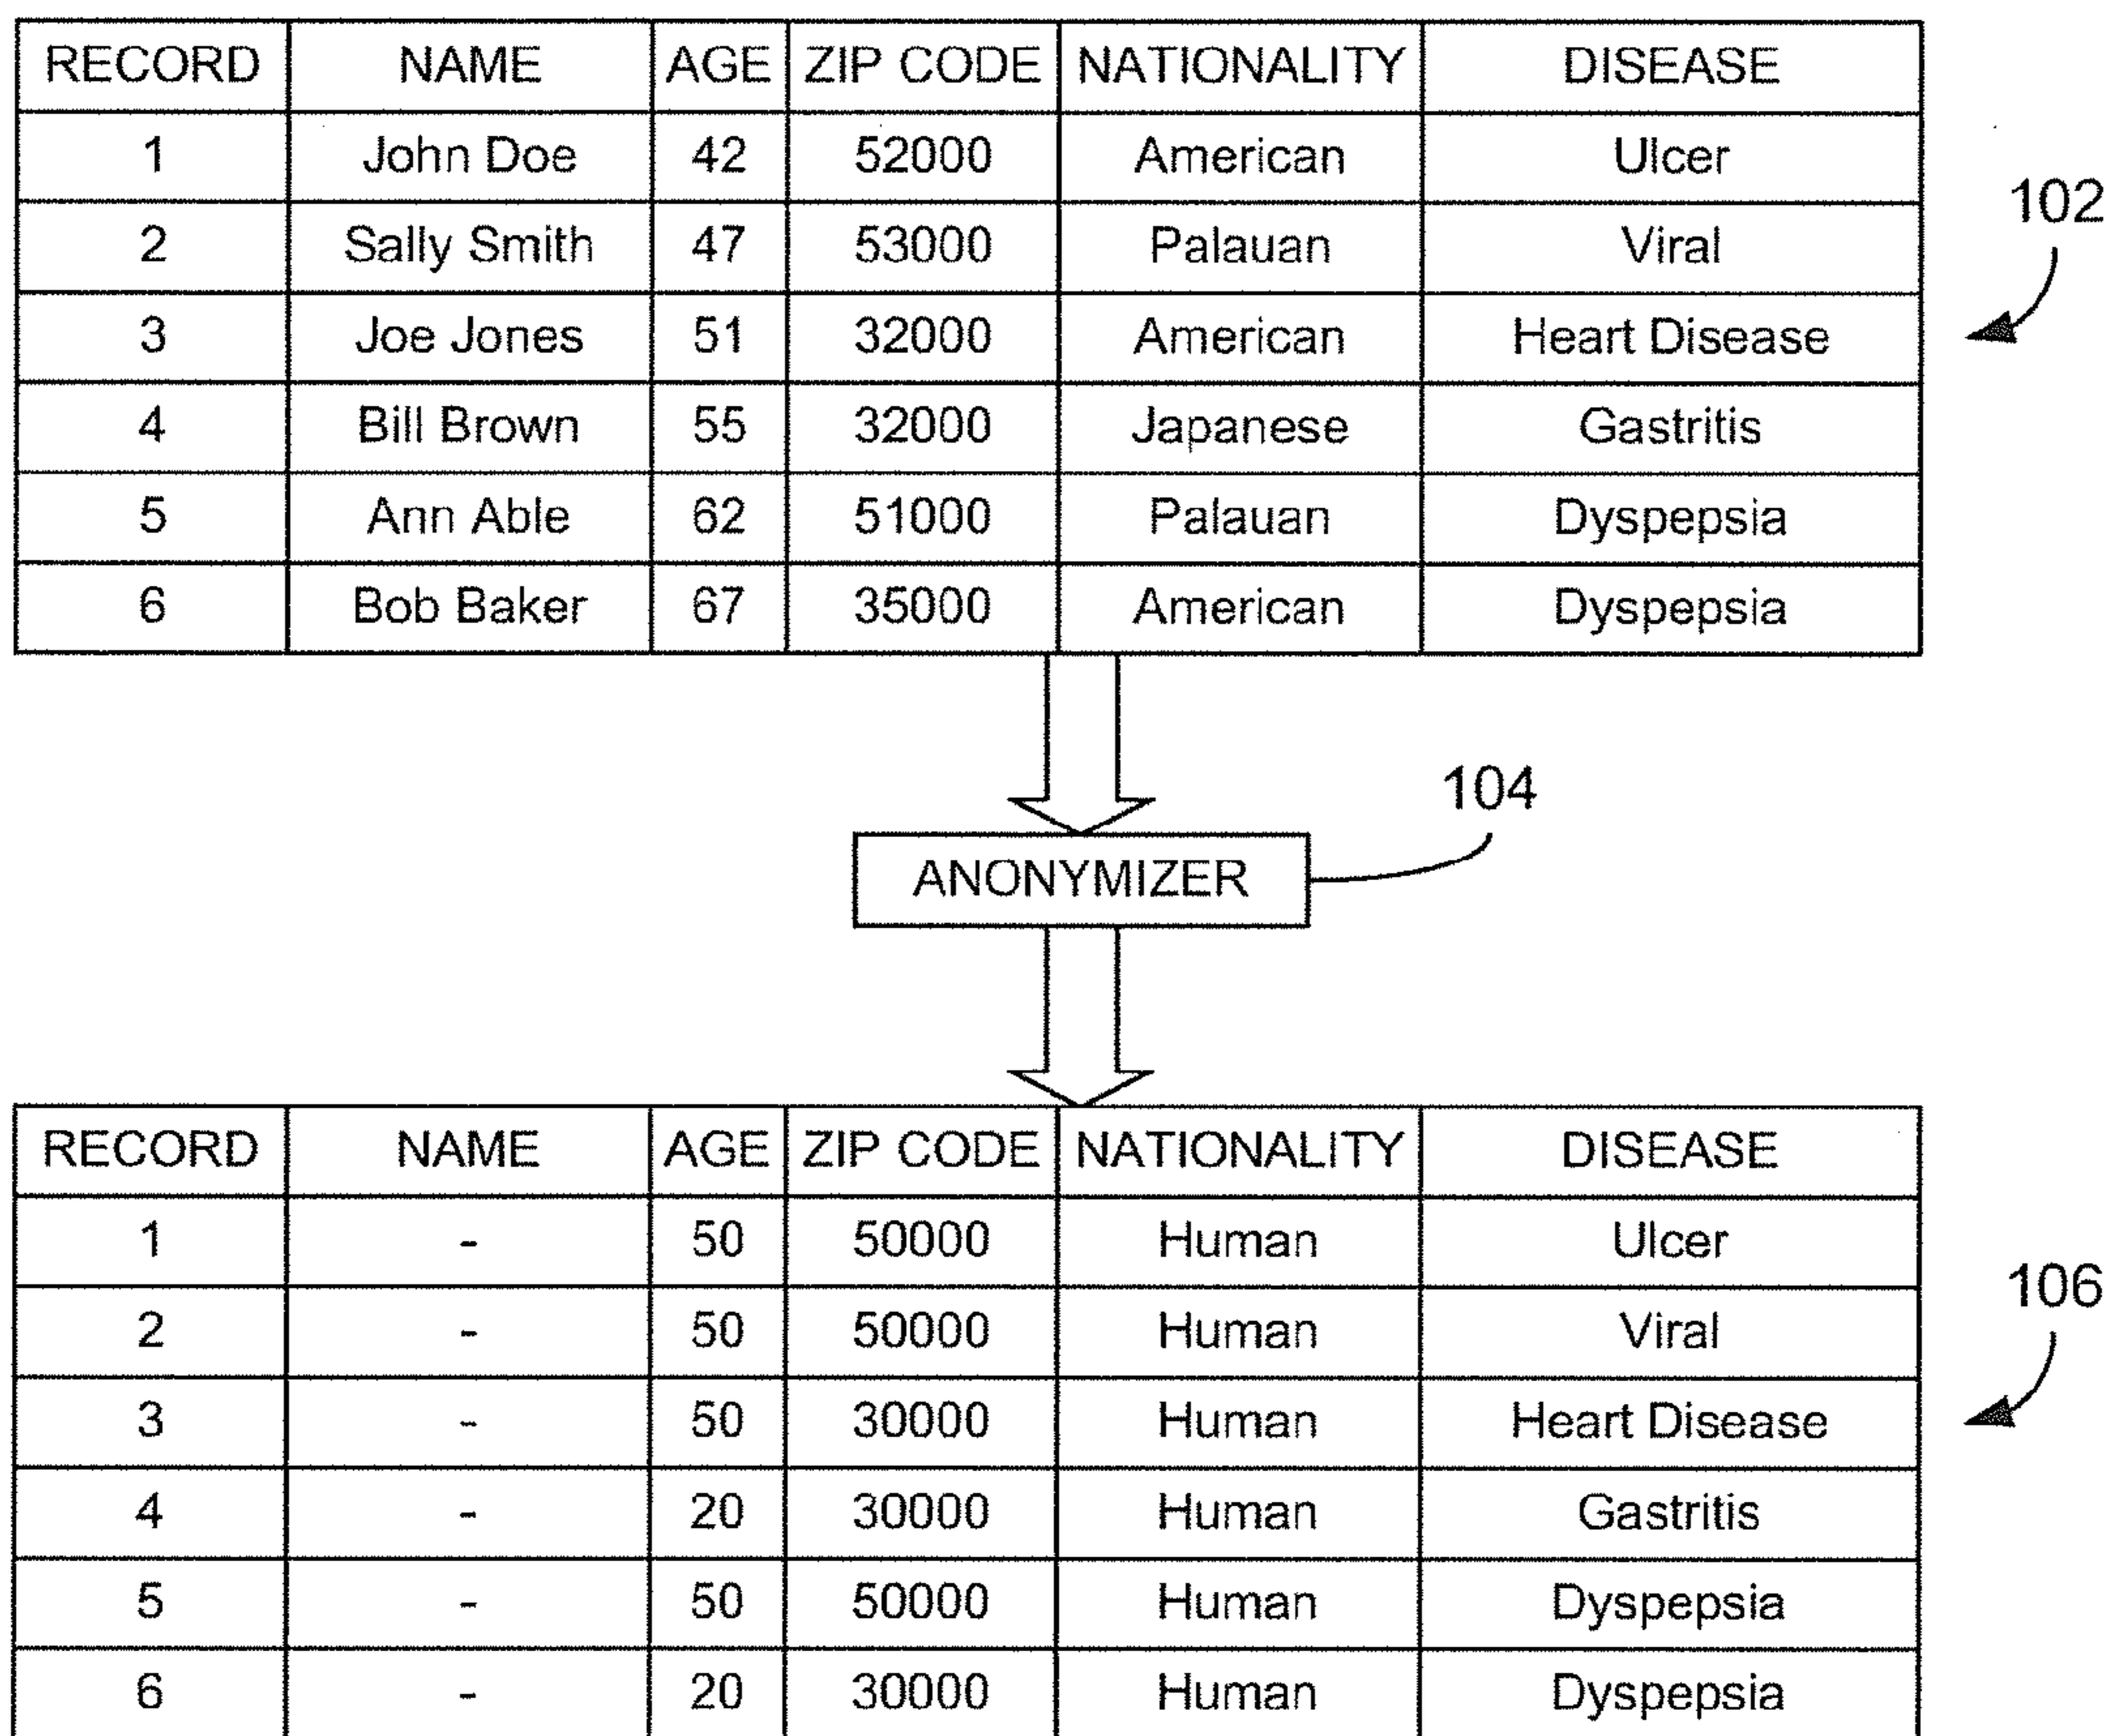 RECORD NAME AGE ZIP CODE NATIONALITY DISEASE
1 John Doe 42 52000 American Ulcer
2 Sally Smith 47 53000 Palauan Viral
3 Joe Jones 51 32000 American Heart Disease
4 Bill Brown 55 32000 Japanese Gastritis
5 Ann Able 62 51000 Palauan Dyspepsia
6 Bob Baker 67 35000 American Dyspepsia
102
104
ANONYMIZER
RECORD NAME AGE ZIP CODE NATIONALITY DISEASE
1 - 50 50000 Human Ulcer
2 - 50 50000 Human Viral
3 - 50 30000 Human Heart Disease
4 - 20 30000 Human Gastritis
5 - 50 50000 Human Dyspepsia
6 - 20 30000 Human Dyspepsia
106